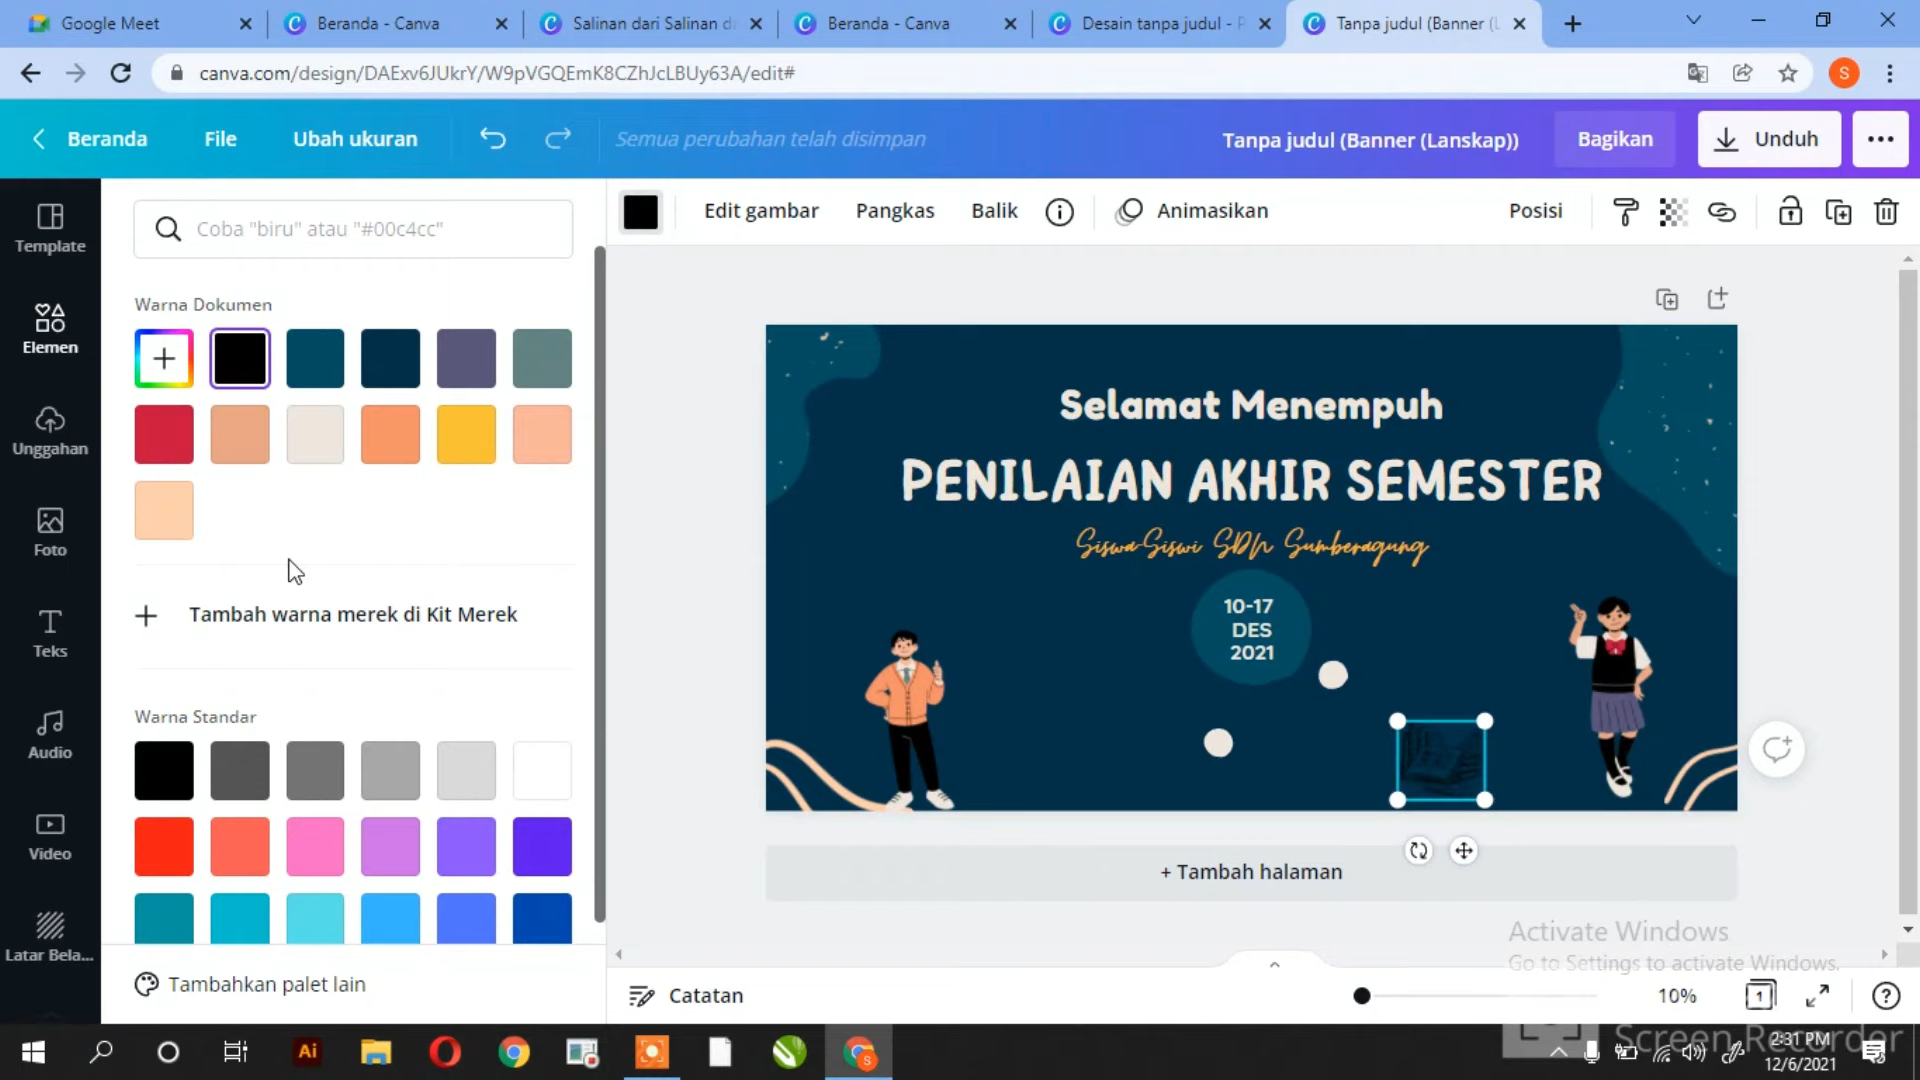 Google Meet
Beranda - Canva
Salinan dari Salinan d
Beranda - Canva
Desain tanpa judul - P
Tanpa judul (Banner (L
canva.com/design/DAExv6JUkrY/W9pVGQEmK8CZhJcLBUy63A/edit#
S
Beranda
File
Ubah ukuran
Semua perubahan telah disimpan
Tanpa judul (Banner (Lanskap))
Bagikan
Unduh
Template
Elemen
Unggahan
Foto
Teks
Audio
Video
Latar Bela...
Coba "biru" atau "#00c4cc"
Warna Dokumen
Tambah warna merek di Kit Merek
Warna Standar
Tambahkan palet lain
Edit gambar
Pangkas
Balik
Animasikan
Posisi
Selamat Menempuh
PENILAIAN AKHIR SEMESTER
Siswa-Siswi SDN Sumberagung
10-17
DES
2021
+ Tambah halaman
Activate Windows
Go to Settings to activate Windows.
Catatan
10%
1
Ai
S
Screen Recorder
2:31 PM
12/6/2021